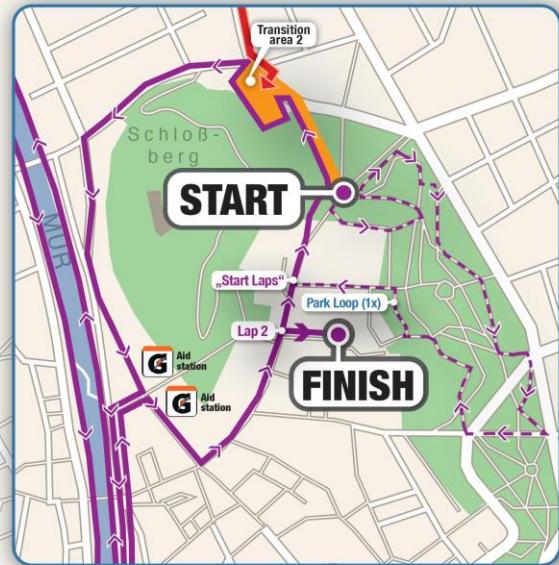 Transition
area 2
Schloß-
berg
START
MUR
„Start Laps“
Park Loop (1x)
Lap 2
FINISH
G Aid
station
G Aid
station